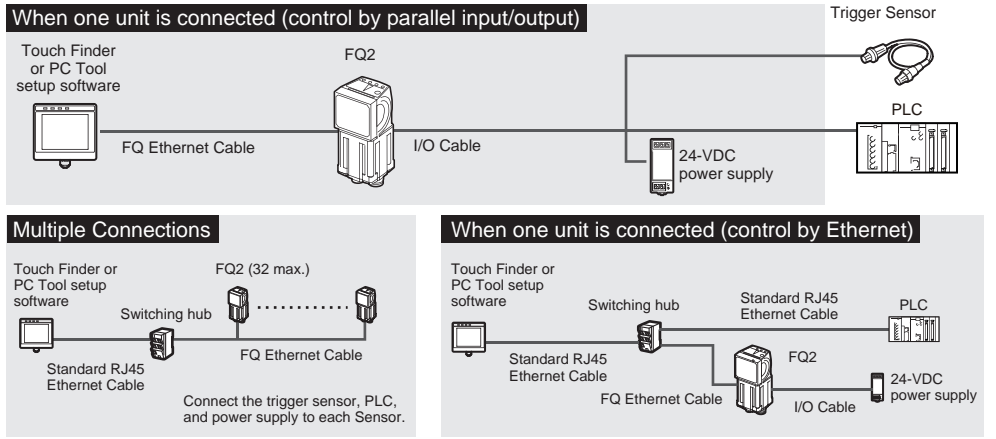 When one unit is connected (control by parallel input/output)
Trigger Sensor
Touch Finder
or PC Tool
setup software
FQ2
PLC
FQ Ethernet Cable
I/O Cable
24-VDC
power supply
Multiple Connections
Touch Finder or
PC Tool setup
software
FQ2 (32 max.)
Switching hub
FQ Ethernet Cable
Standard RJ45
Ethernet Cable
Connect the trigger sensor, PLC,
and power supply to each Sensor.
When one unit is connected (control by Ethernet)
Touch Finder or
PC Tool setup
software
Switching hub
Standard RJ45
Ethernet Cable
PLC
Standard RJ45
Ethernet Cable
FQ2
FQ Ethernet Cable
I/O Cable
24-VDC
power supply